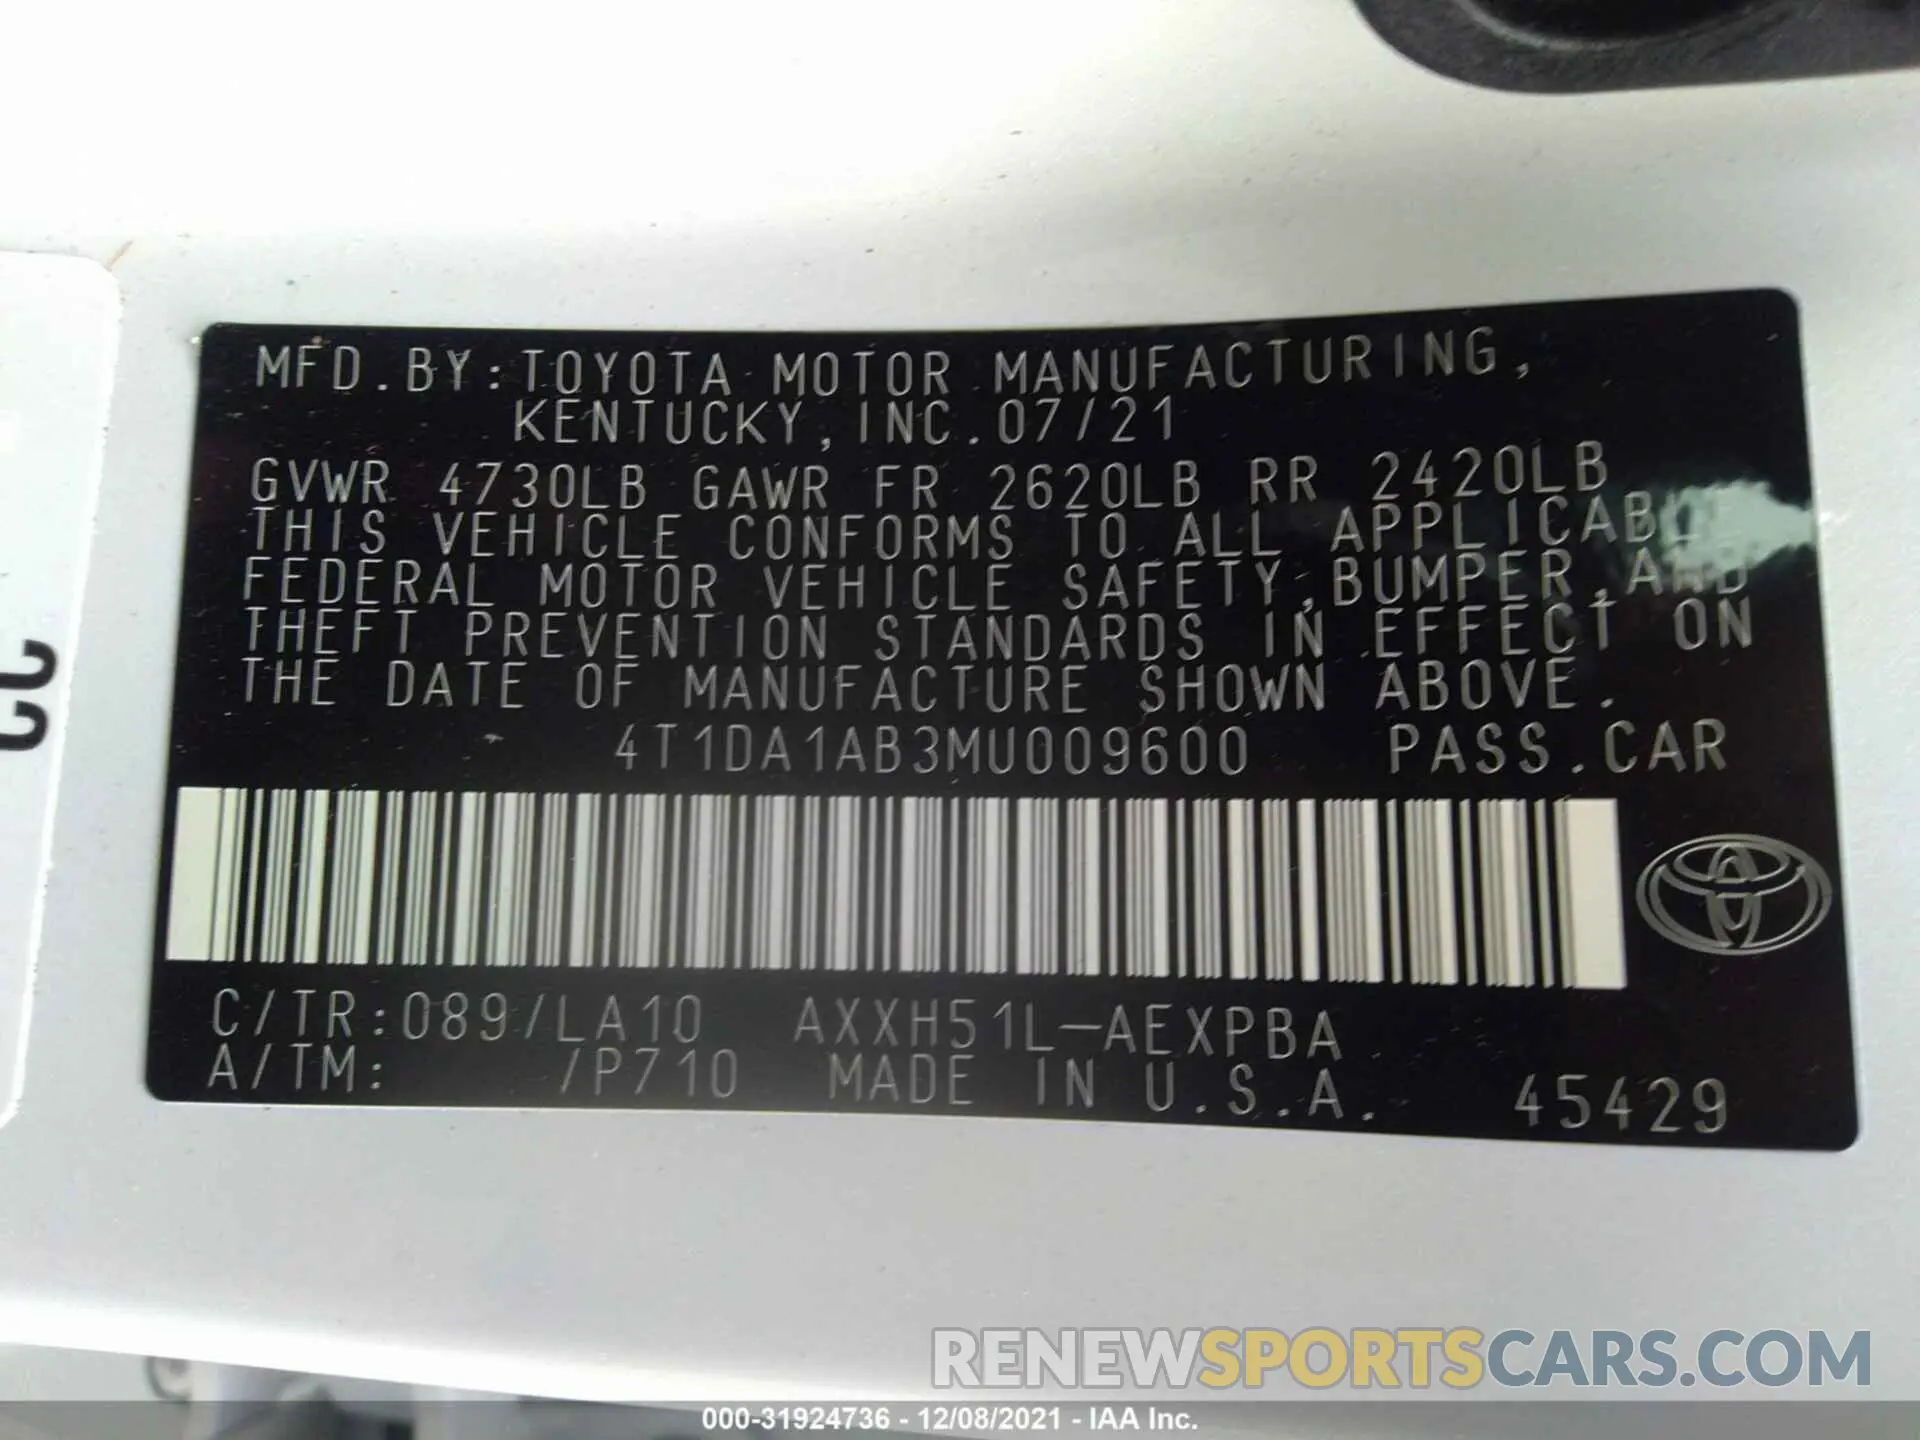 MFD.BY:TOYOTA MOTOR MANUFACTURING,
KENTUCKY,INC.07/21
GVWR 4730LB GAWR FR 2620LB RR 2420LB
THIS VEHICLE CONFORMS TO ALL APPLICABLE
FEDERAL MOTOR VEHICLE SAFETY,BUMPER,AND
THEFT PREVENTION STANDARDS IN EFFECT ON
THE DATE OF MANUFACTURE SHOWN ABOVE.
4T1DA1AB3MU009600 PASS.CAR
C/TR:089/LA10 AXXH51L-AEXPBA
A/TM: /P710 MADE IN U.S.A. 45429
RENEWSPORTSCARS.COM
000-31924736 - 12/08/2021 - IAA Inc.